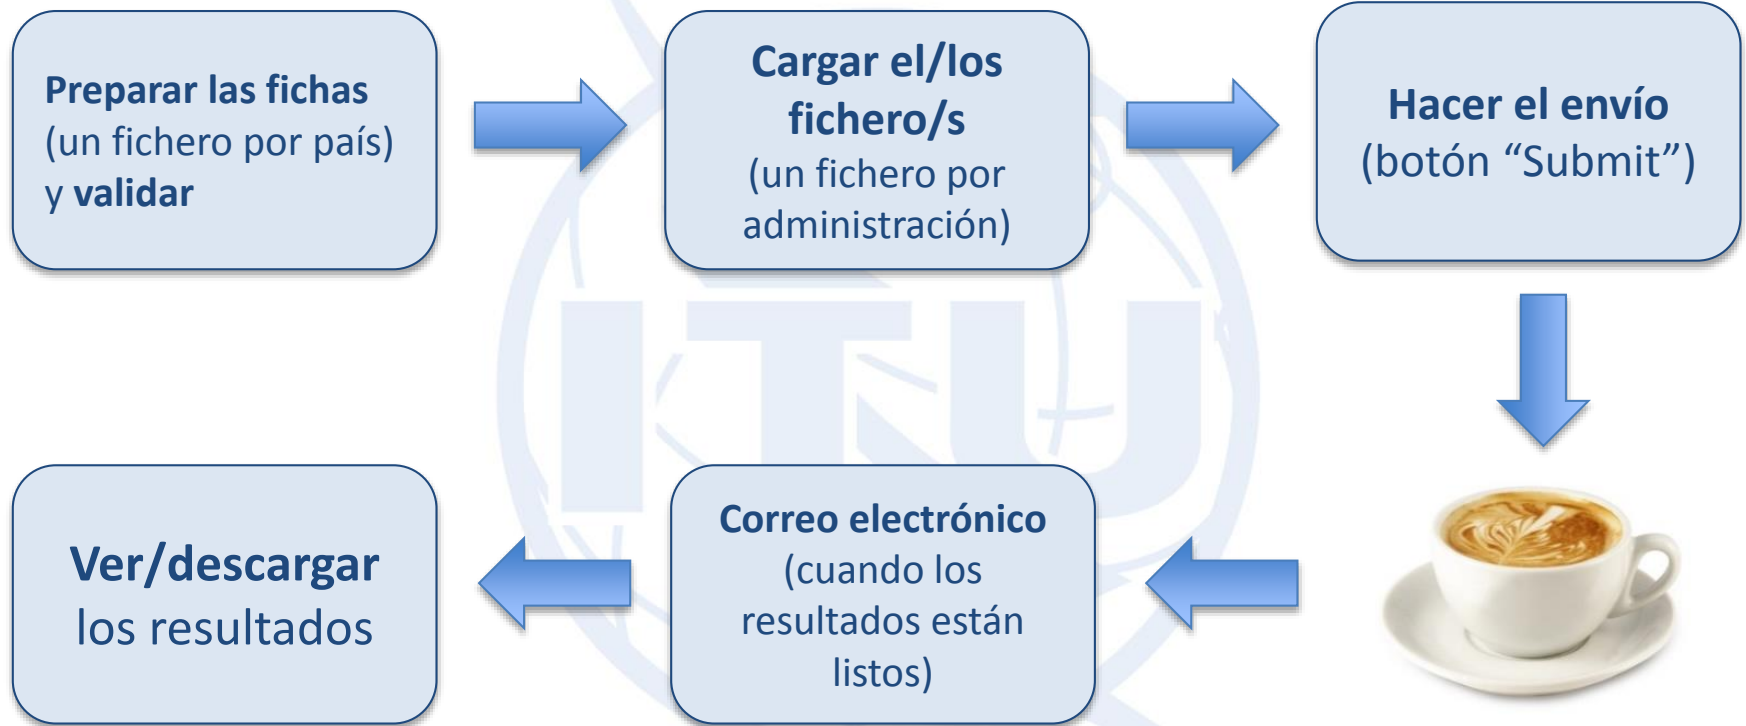 Preparar las fichas
(un fichero por país)
y validar
Cargar el/los
fichero/s
(un fichero por
administración)
Hacer el envío
(botón “Submit”)
ITU
Correo electrónico
(cuando los
resultados están
listos)
Ver/descargar
los resultados